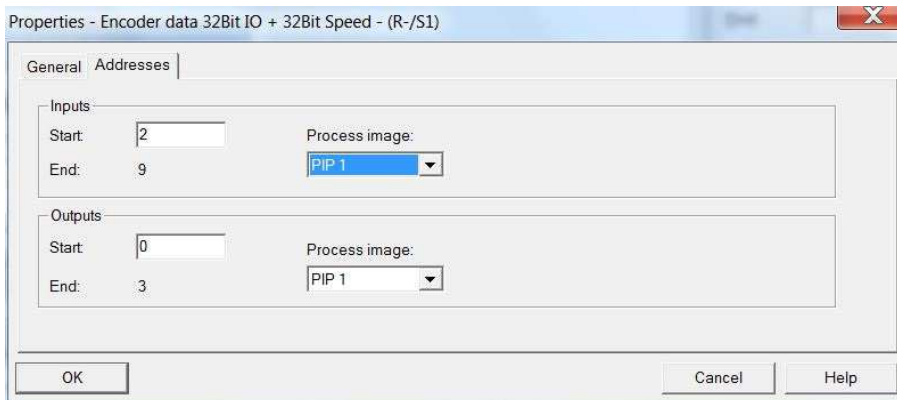 Properties - Encoder data 32Bit IO + 32Bit Speed - (R-/S1)
General Addresses
Inputs
Start: 2 Process image:
End: 9 PIP 1
Outputs
Start: 0 Process image:
End: 3 PIP 1
OK Cancel Help